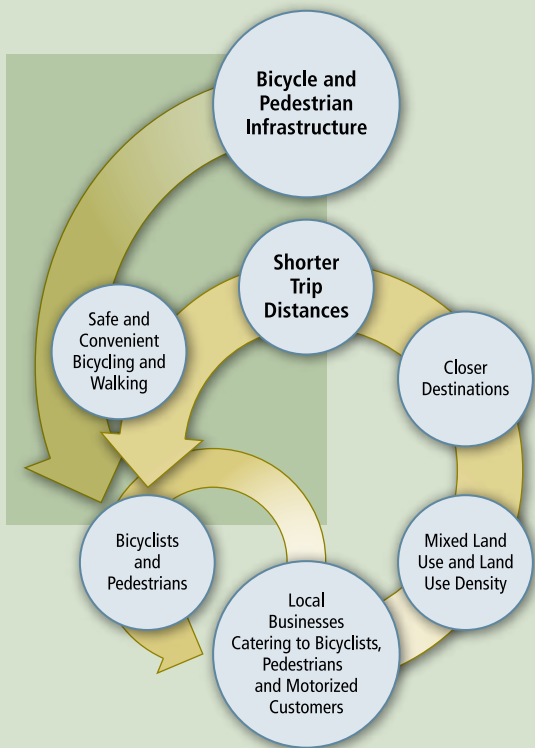 Bicycle and
Pedestrian
Infrastructure
Shorter
Trip
Distances
Safe and
Convenient
Bicycling and
Walking
Closer
Destinations
Bicyclists
and
Pedestrians
Mixed Land
Use and Land
Use Density
Local
Businesses
Catering to Bicyclists,
Pedestrians
and Motorized
Customers